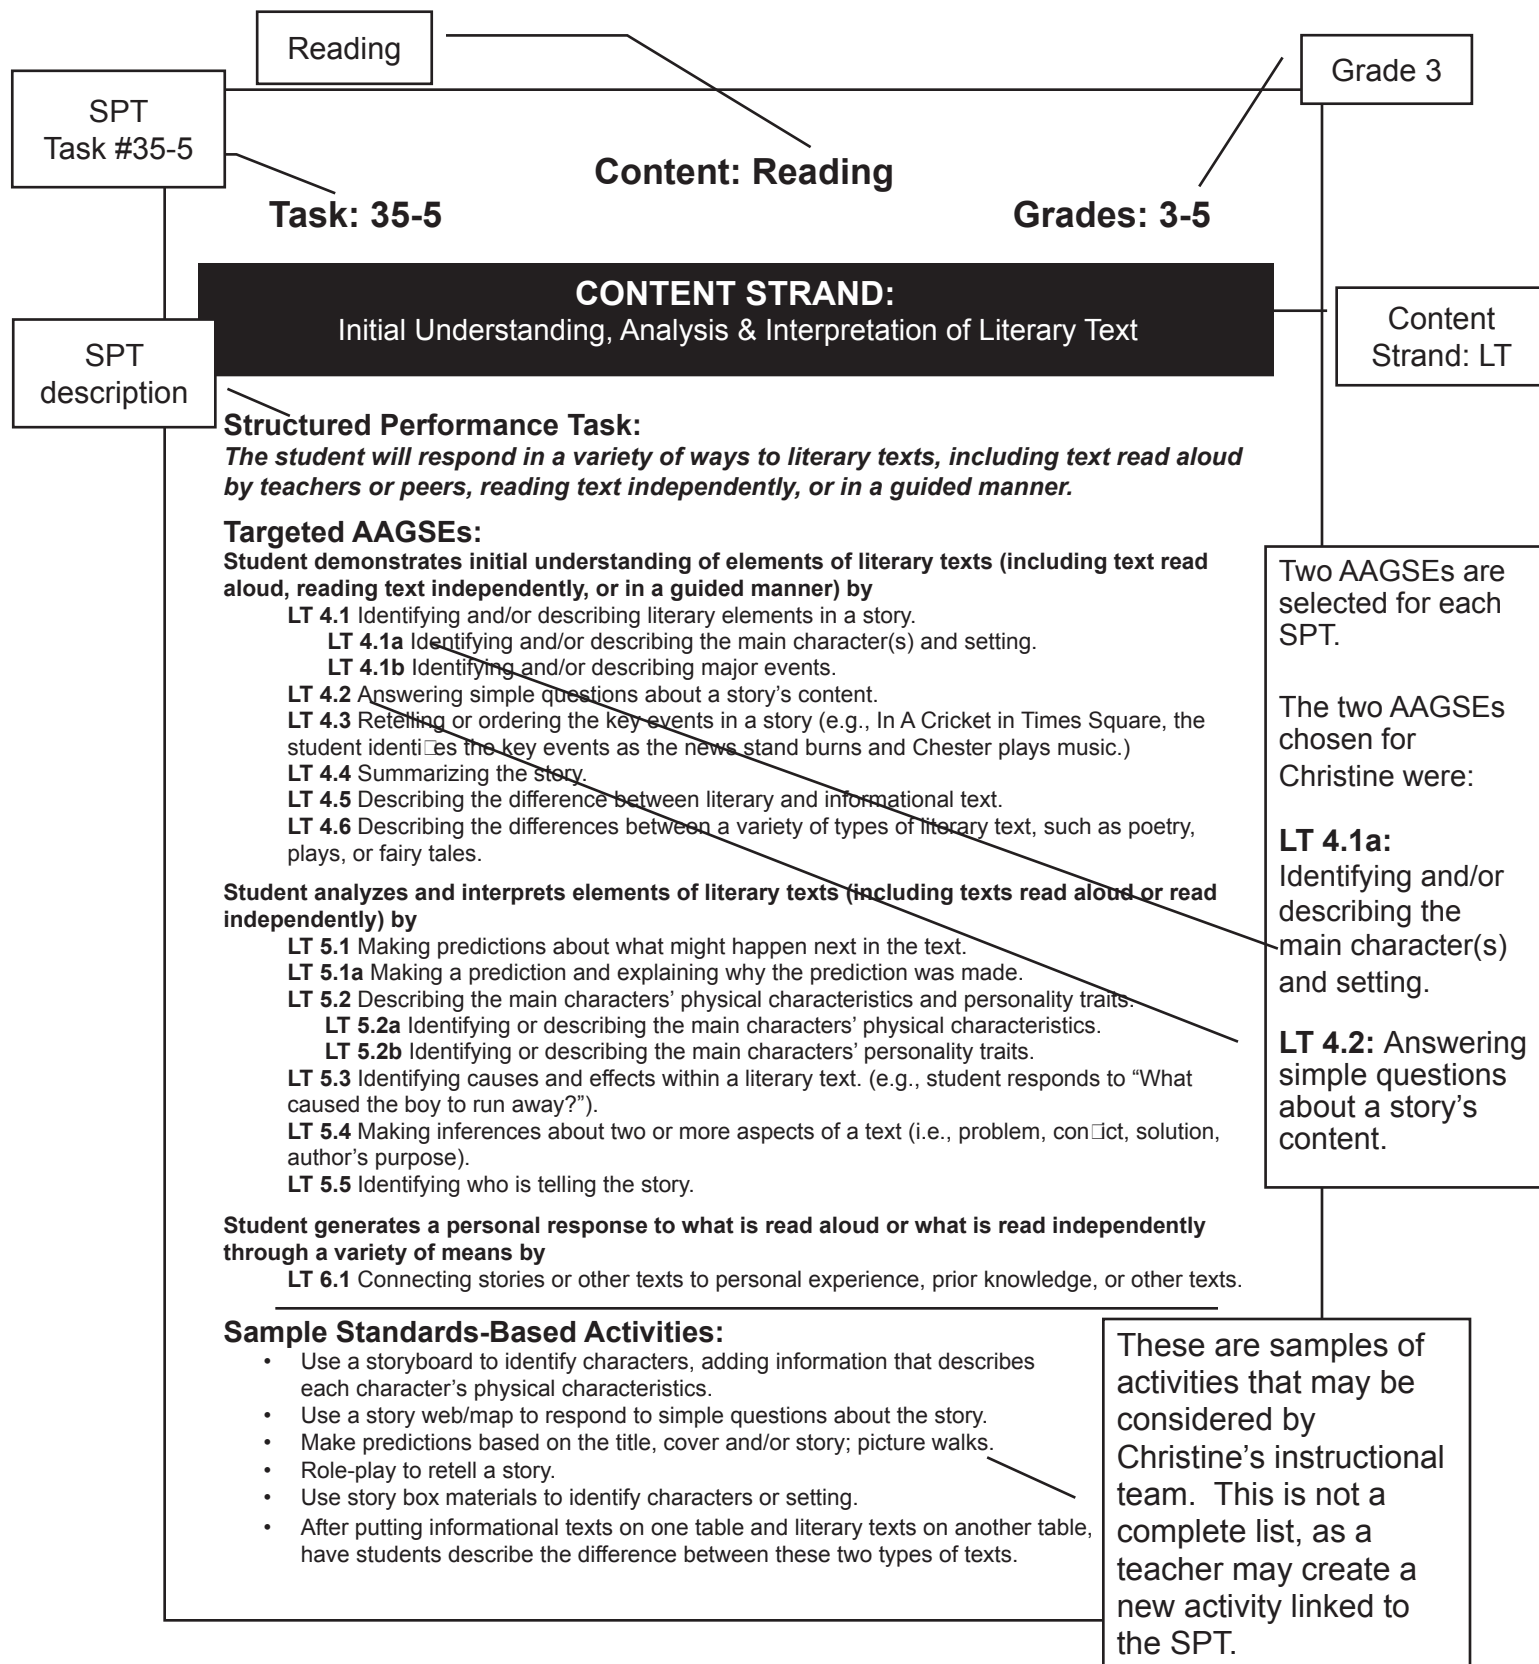 Reading
Grade 3
SPT
Task #35-5
Content: Reading
Task: 35-5
Grades: 3-5
CONTENT STRAND:
Initial Understanding, Analysis & Interpretation of Literary Text
Content
Strand: LT
SPT
description
Structured Performance Task:
The student will respond in a variety of ways to literary texts, including text read aloud
by teachers or peers, reading text independently, or in a guided manner.
Targeted AAGSEs:
Student demonstrates initial understanding of elements of literary texts (including text read
aloud, reading text independently, or in a guided manner) by
LT 4.1 Identifying and/or describing literary elements in a story.
LT 4.1a Identifying and/or describing the main character(s) and setting.
LT 4.1b Identifying and/or describing major events.
LT 4.2 Answering simple questions about a story’s content.
LT 4.3 Retelling or ordering the key events in a story (e.g., In A Cricket in Times Square, the
student identi□es the key events as the news stand burns and Chester plays music.)
LT 4.4 Summarizing the story.
LT 4.5 Describing the difference between literary and informational text.
LT 4.6 Describing the differences between a variety of types of literary text, such as poetry,
plays, or fairy tales.
Student analyzes and interprets elements of literary texts (including texts read aloud or read
independently) by
LT 5.1 Making predictions about what might happen next in the text.
LT 5.1a Making a prediction and explaining why the prediction was made.
LT 5.2 Describing the main characters’ physical characteristics and personality traits.
LT 5.2a Identifying or describing the main characters’ physical characteristics.
LT 5.2b Identifying or describing the main characters’ personality traits.
LT 5.3 Identifying causes and effects within a literary text. (e.g., student responds to “What
caused the boy to run away?”).
LT 5.4 Making inferences about two or more aspects of a text (i.e., problem, con□ict, solution,
author’s purpose).
LT 5.5 Identifying who is telling the story.
Student generates a personal response to what is read aloud or what is read independently
through a variety of means by
LT 6.1 Connecting stories or other texts to personal experience, prior knowledge, or other texts.
Two AAGSEs are
selected for each
SPT.
The two AAGSEs
chosen for
Christine were:
LT 4.1a:
Identifying and/or
describing the
main character(s)
and setting.
LT 4.2: Answering
simple questions
about a story’s
content.
Sample Standards-Based Activities:
• Use a storyboard to identify characters, adding information that describes
each character’s physical characteristics.
• Use a story web/map to respond to simple questions about the story.
• Make predictions based on the title, cover and/or story; picture walks.
• Role-play to retell a story.
• Use story box materials to identify characters or setting.
• After putting informational texts on one table and literary texts on another table,
have students describe the difference between these two types of texts.
These are samples of
activities that may be
considered by
Christine’s instructional
team. This is not a
complete list, as a
teacher may create a
new activity linked to
the SPT.